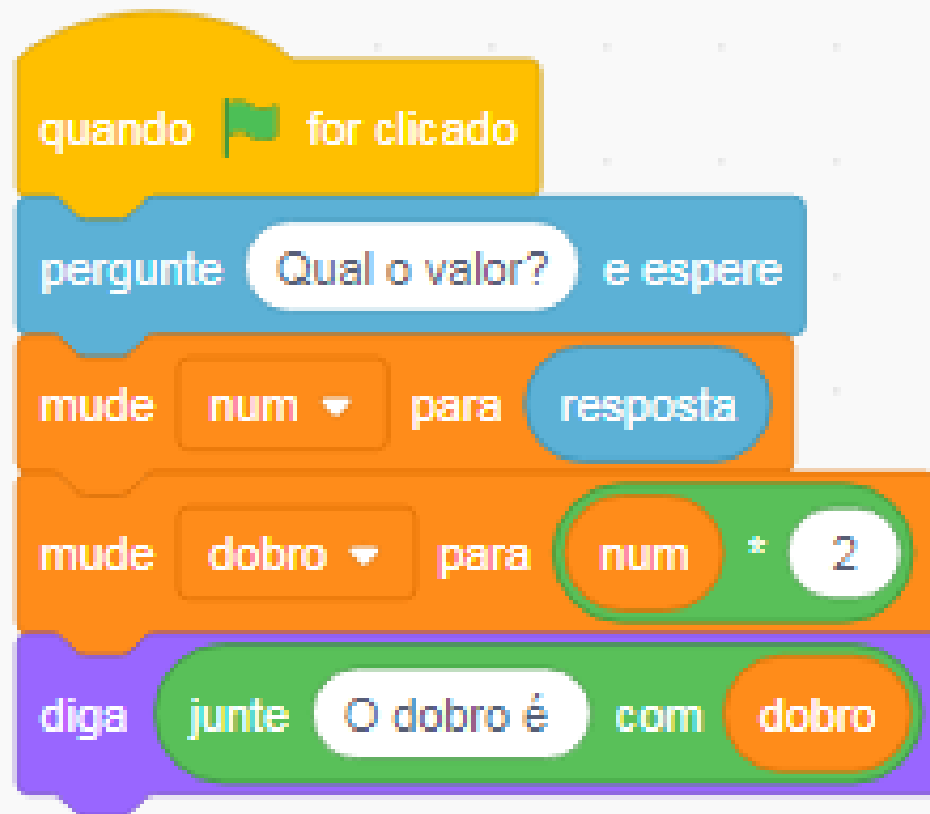 quando for clicado
pergunte Qual o valor? e espere
mude num para resposta
mude dobro para num * 2
diga junte O dobro é com dobro